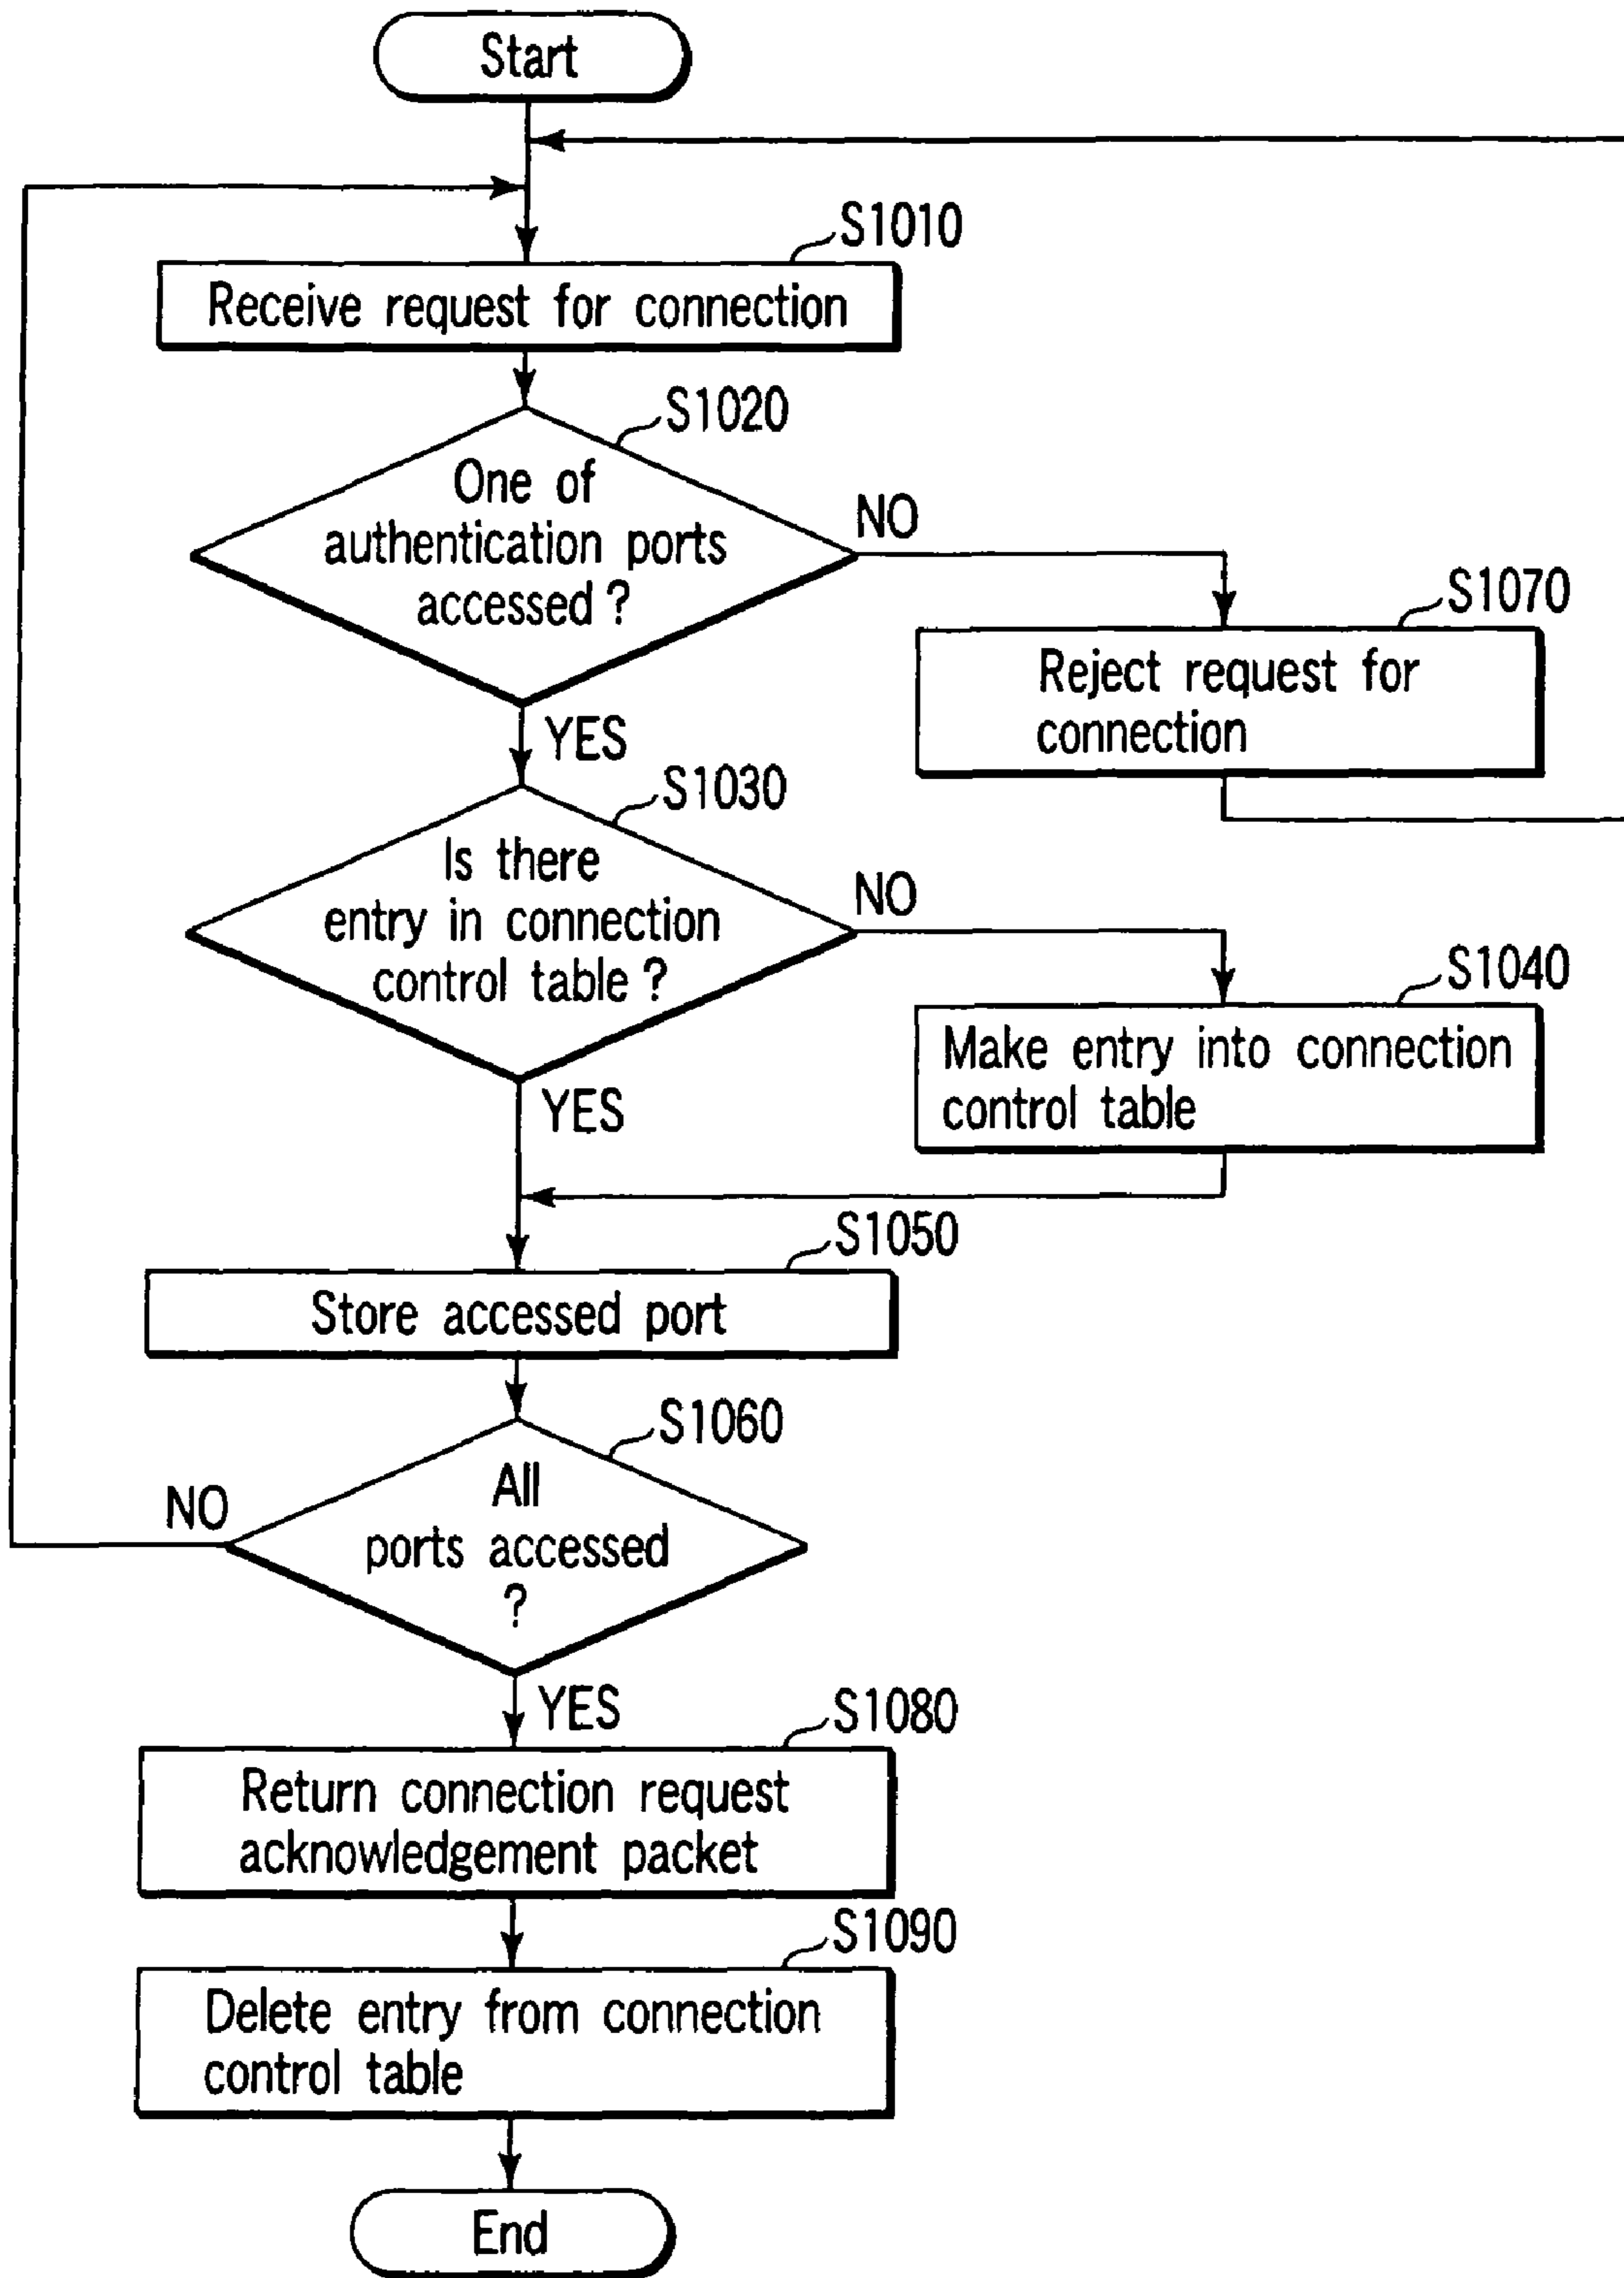 Start
S1010
Receive request for connection
S1020
One of
authentication ports
accessed ?
NO
S1070
Reject request for
connection
YES
S1030
Is there
entry in connection
control table ?
NO
S1040
Make entry into connection
control table
YES
S1050
Store accessed port
S1060
All
ports accessed
?
NO
YES
S1080
Return connection request
acknowledgement packet
S1090
Delete entry from connection
control table
End